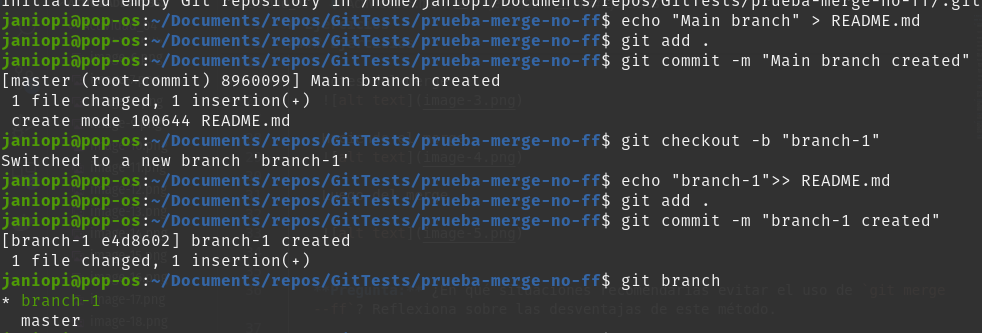 Initialized empty Git repository in /home/janiopi/Documents/repos/GitTests/prueba-merge-no-ff/.git
janiopi@pop-os:~/Documents/repos/GitTests/prueba-merge-no-ff$ echo "Main branch" > README.md
janiopi@pop-os:~/Documents/repos/GitTests/prueba-merge-no-ff$ git add .
janiopi@pop-os:~/Documents/repos/GitTests/prueba-merge-no-ff$ git commit -m "Main branch created"
[master (root-commit) 8960099] Main branch created
 1 file changed, 1 insertion(+)
 create mode 100644 README.md
janiopi@pop-os:~/Documents/repos/GitTests/prueba-merge-no-ff$ git checkout -b "branch-1"
Switched to a new branch 'branch-1'
janiopi@pop-os:~/Documents/repos/GitTests/prueba-merge-no-ff$ echo "branch-1">> README.md
janiopi@pop-os:~/Documents/repos/GitTests/prueba-merge-no-ff$ git add .
janiopi@pop-os:~/Documents/repos/GitTests/prueba-merge-no-ff$ git commit -m "branch-1 created"
[branch-1 e4d8602] branch-1 created
 1 file changed, 1 insertion(+)
janiopi@pop-os:~/Documents/repos/GitTests/prueba-merge-no-ff$ git branch
* branch-1
  master